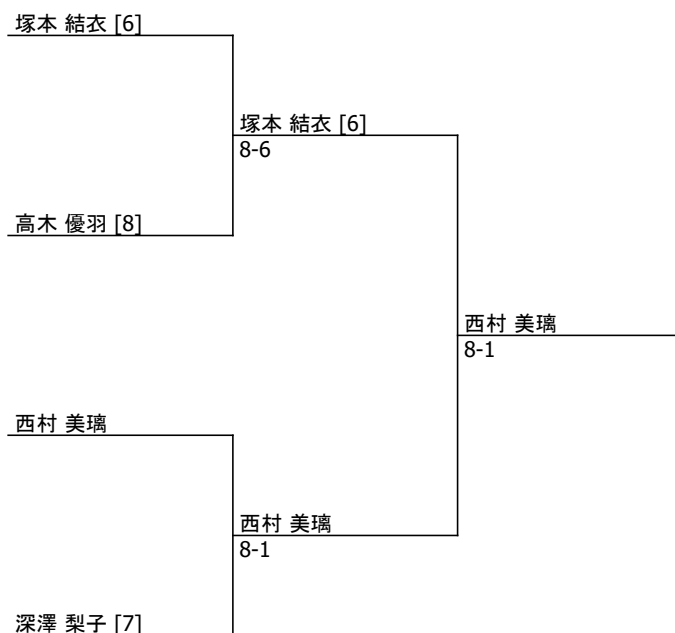 塚本 結衣 [6]
塚本 結衣 [6]
8-6
高木 優羽 [8]
西村 美璃
8-1
西村 美璃
西村 美璃
8-1
深澤 梨子 [7]